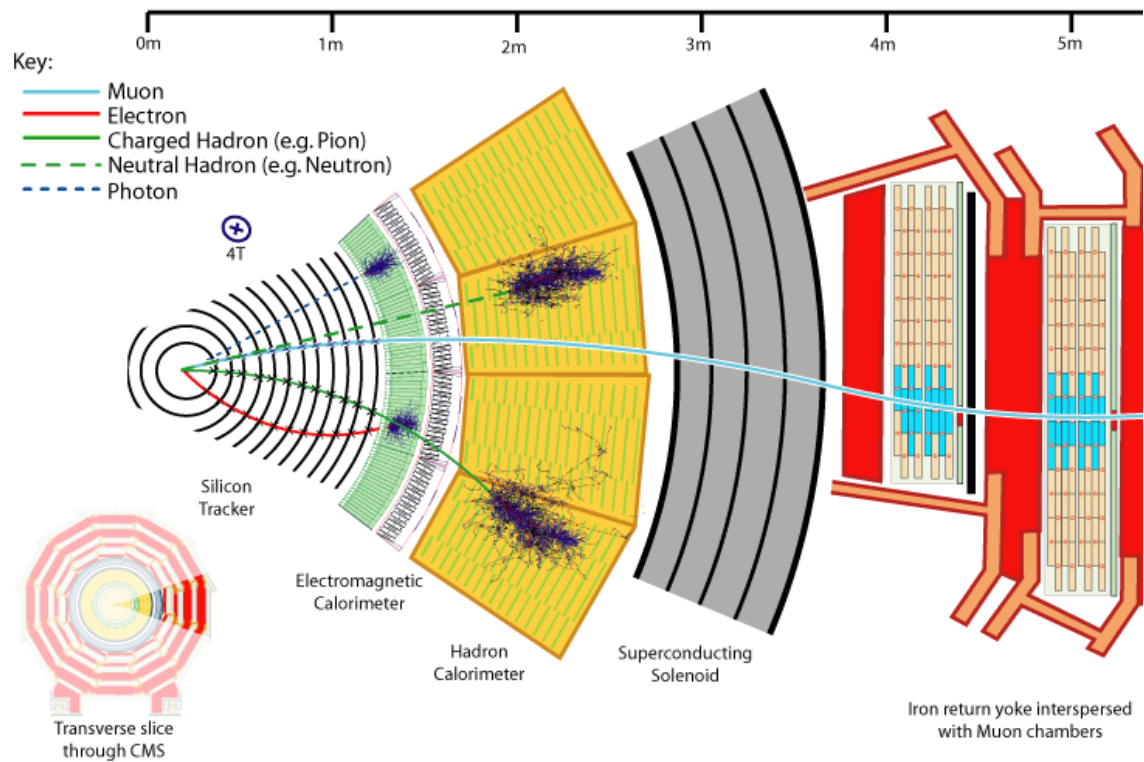 0m
1m
2m
3m
4m
5m
Key:
Muon
Electron
Charged Hadron (e.g. Pion)
Neutral Hadron (e.g. Neutron)
Photon
4T
Silicon
Tracker
Electromagnetic
Calorimeter
Hadron
Calorimeter
Superconducting
Solenoid
Iron return yoke interspersed
with Muon chambers
Transverse slice
through CMS